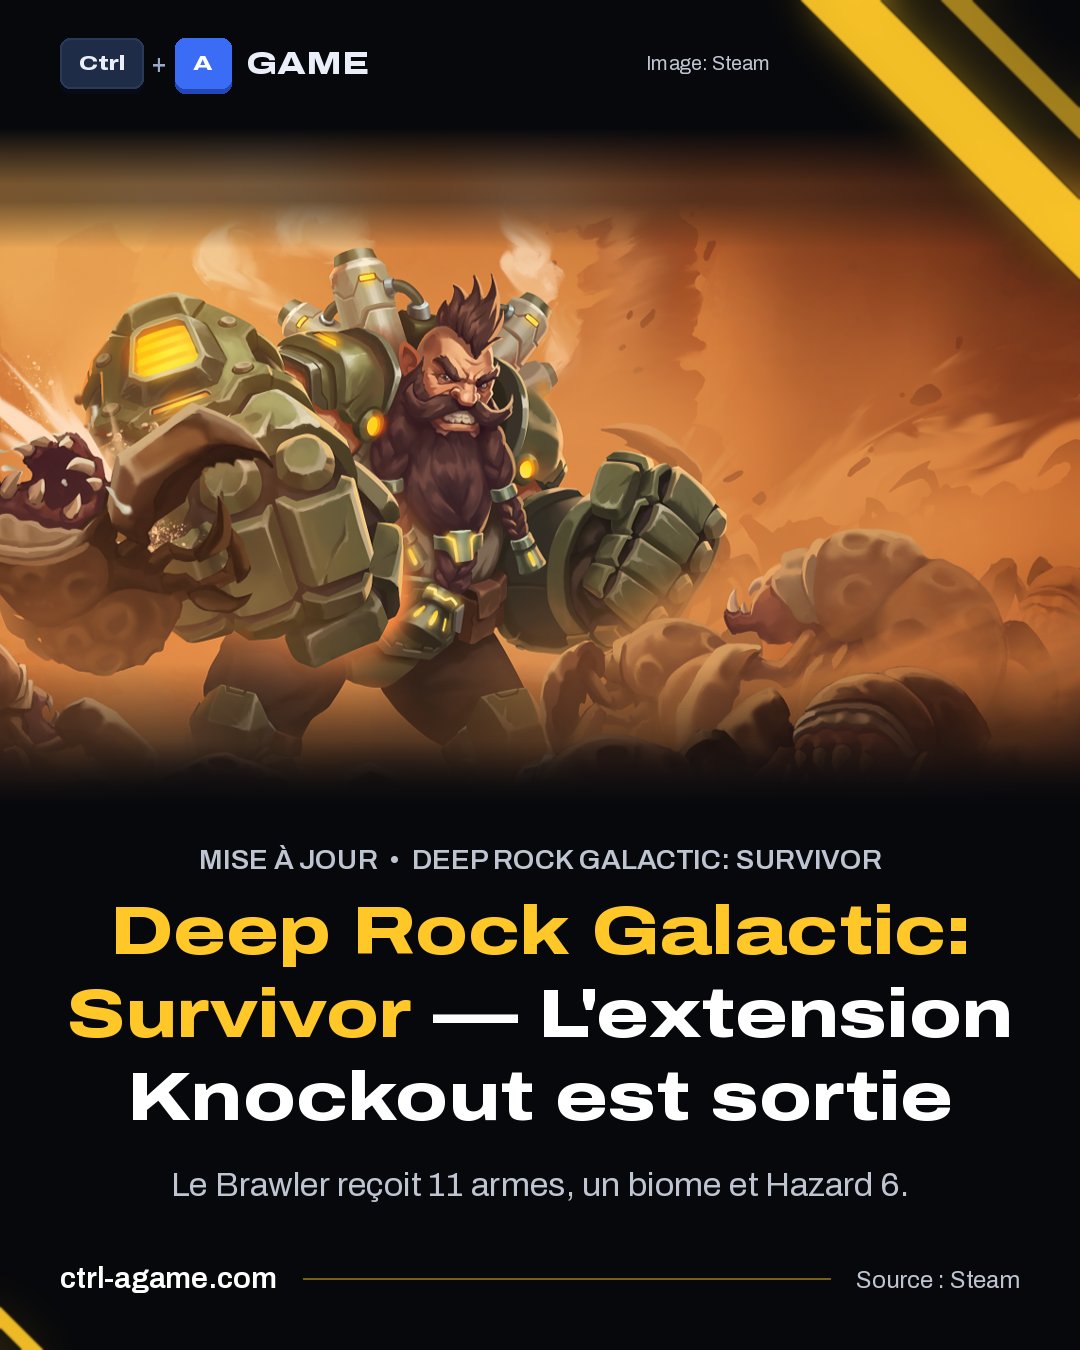 Ctrl + A GAME
Image: Steam
MISE À JOUR • DEEP ROCK GALACTIC: SURVIVOR
Deep Rock Galactic:
Survivor — L'extension
Knockout est sortie
Le Brawler reçoit 11 armes, un biome et Hazard 6.
ctrl-agame.com
Source : Steam